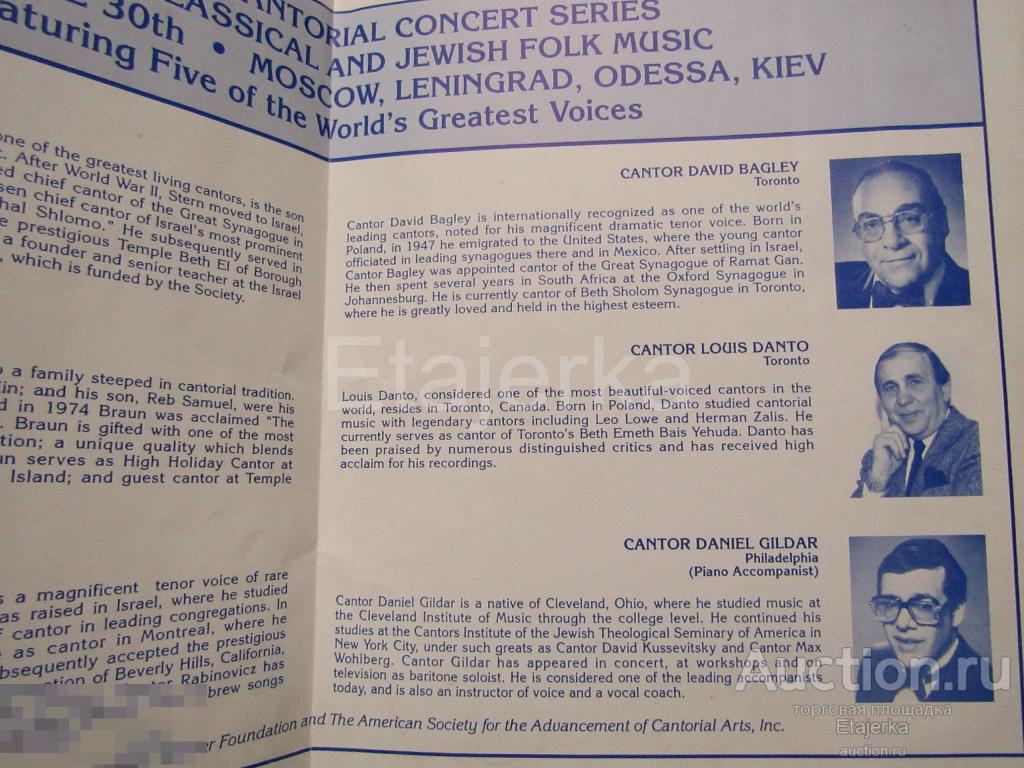 CANTORIAL CONCERT SERIES
CLASSICAL AND JEWISH FOLK MUSIC
30th • MOSCOW, LENINGRAD, ODESSA, KIEV
Featuring Five of the World's Greatest Voices
one of the greatest living cantors, is the son
After World War II, Stern moved to Israel,
chief cantor of the Great Synagogue in
chief cantor of Israel's most prominent
Shlomo." He subsequently served in
prestigious Temple Beth El of Borough
a founder and senior teacher at the Israel
, which is funded by the Society.
a family steeped in cantorial tradition.
; and his son, Reb Samuel, were his
in 1974 Braun was acclaimed "The
. Braun is gifted with one of the most
; a unique quality which blends
serves as High Holiday Cantor at
Island; and guest cantor at Temple
a magnificent tenor voice of rare
was raised in Israel, where he studied
cantor in leading congregations. In
as cantor in Montreal, where he
subsequently accepted the prestigious
of Beverly Hills, California,
Rabinovicz has
songs
CANTOR DAVID BAGLEY
Toronto
Cantor David Bagley is internationally recognized as one of the world's
leading cantors, noted for his magnificent dramatic tenor voice. Born in
Poland, in 1947 he emigrated to the United States, where the young cantor
officiated in leading synagogues there and in Mexico. After settling in Israel,
Cantor Bagley was appointed cantor of the Great Synagogue of Ramat Gan.
He then spent several years in South Africa at the Oxford Synagogue in
Johannesburg. He is currently cantor of Beth Sholom Synagogue in Toronto,
where he is greatly loved and held in the highest esteem.
CANTOR LOUIS DANTO
Toronto
Louis Danto, considered one of the most beautiful-voiced cantors in the
world, resides in Toronto, Canada. Born in Poland, Danto studied cantorial
music with legendary cantors including Leo Lowe and Herman Zalis. He
currently serves as cantor of Toronto's Beth Emeth Bais Yehuda. Danto has
been praised by numerous distinguished critics and has received high
acclaim for his recordings.
CANTOR DANIEL GILDAR
Philadelphia
(Piano Accompanist)
Cantor Daniel Gildar is a native of Cleveland, Ohio, where he studied music at
the Cleveland Institute of Music through the college level. He continued his
studies at the Cantors Institute of the Jewish Theological Seminary of America in
New York City, under such greats as Cantor David Kussevitsky and Cantor Max
Wohlberg. Cantor Gildar has appeared in concert, at workshops and on
television as baritone soloist. He is considered one of the leading accompanists
today, and is also an instructor of voice and a vocal coach.
Foundation and The American Society for the Advancement of Cantorial Arts, Inc.
Etajerka
Auction.ru
торговая площадка
Etajerka
auction.ru